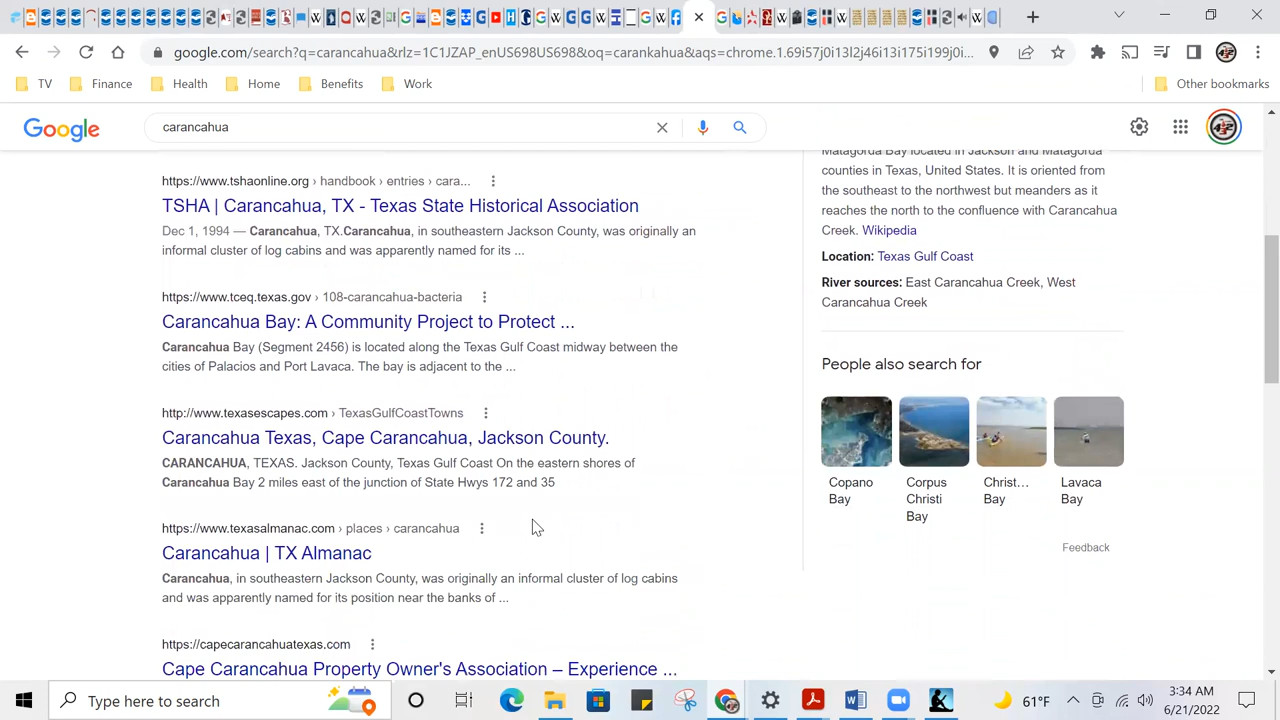 google.com/search?q=carancahua&rlz=1C1JZAP_enUS698US698&oq=carankahua&aqs=chrome.1.69i57j0i13l2j46i13i175i199j0i...
TV Finance Health Home Benefits Work Other bookmarks
Google carancahua
https://www.tshaonline.org › handbook › entries › cara...
TSHA | Carancahua, TX - Texas State Historical Association
Dec 1, 1994 — Carancahua, TX.Carancahua, in southeastern Jackson County, was originally an
informal cluster of log cabins and was apparently named for its ...
https://www.tceq.texas.gov › 108-carancahua-bacteria
Carancahua Bay: A Community Project to Protect ...
Carancahua Bay (Segment 2456) is located along the Texas Gulf Coast midway between the
cities of Palacios and Port Lavaca. The bay is adjacent to the ...
http://www.texasescapes.com › TexasGulfCoastTowns
Carancahua Texas, Cape Carancahua, Jackson County.
CARANCAHUA, TEXAS. Jackson County, Texas Gulf Coast On the eastern shores of
Carancahua Bay 2 miles east of the junction of State Hwys 172 and 35
https://www.texasalmanac.com › places › carancahua
Carancahua | TX Almanac
Carancahua, in southeastern Jackson County, was originally an informal cluster of log cabins
and was apparently named for its position near the banks of ...
https://capecarancahuatexas.com
Cape Carancahua Property Owner's Association – Experience ...
Matagorda Bay located in Jackson and Matagorda
counties in Texas, United States. It is oriented from
the southeast to the northwest but meanders as it
reaches the north to the confluence with Carancahua
Creek. Wikipedia
Location: Texas Gulf Coast
River sources: East Carancahua Creek, West
Carancahua Creek
People also search for
Copano
Bay
Corpus
Christi
Bay
Christ...
Bay
Lavaca
Bay
Feedback
Type here to search
61°F
3:34 AM
6/21/2022